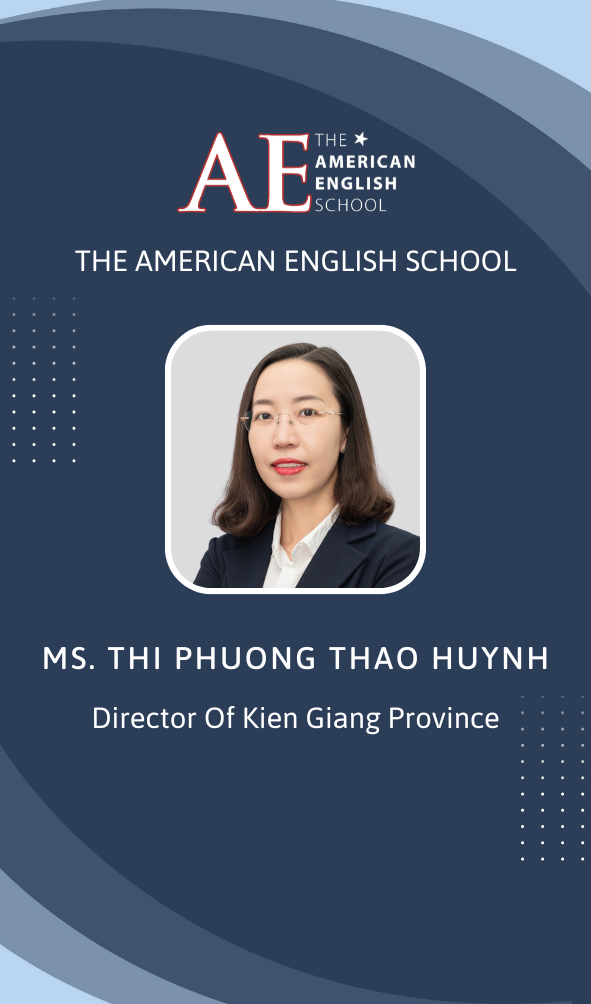 AE
THE
AMERICAN
ENGLISH
SCHOOL
THE AMERICAN ENGLISH SCHOOL
MS. THI PHUONG THAO HUYNH
Director Of Kien Giang Province